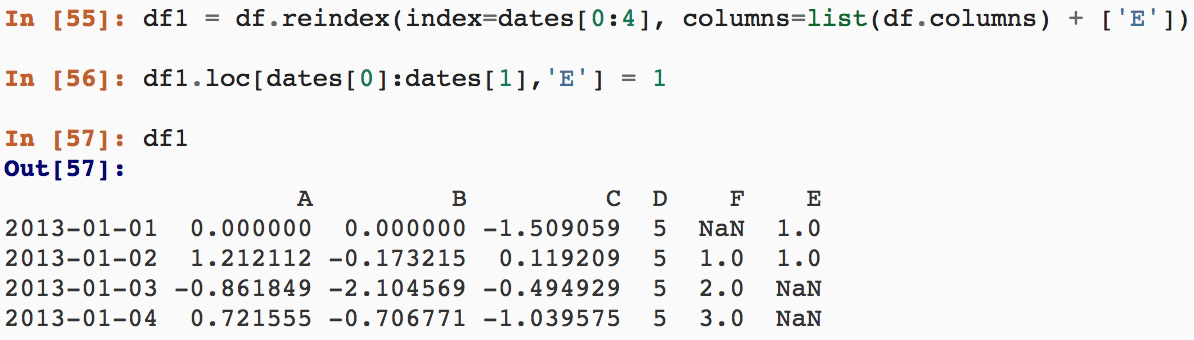 In [55]: df1 = df.reindex(index=dates[0:4], columns=list(df.columns) + ['E'])
In [56]: df1.loc[dates[0]:dates[1],'E'] = 1
In [57]: df1
Out[57]:
A B C D F E
2013-01-01 0.000000 0.000000 -1.509059 5 NaN 1.0
2013-01-02 1.212112 -0.173215 0.119209 5 1.0 1.0
2013-01-03 -0.861849 -2.104569 -0.494929 5 2.0 NaN
2013-01-04 0.721555 -0.706771 -1.039575 5 3.0 NaN